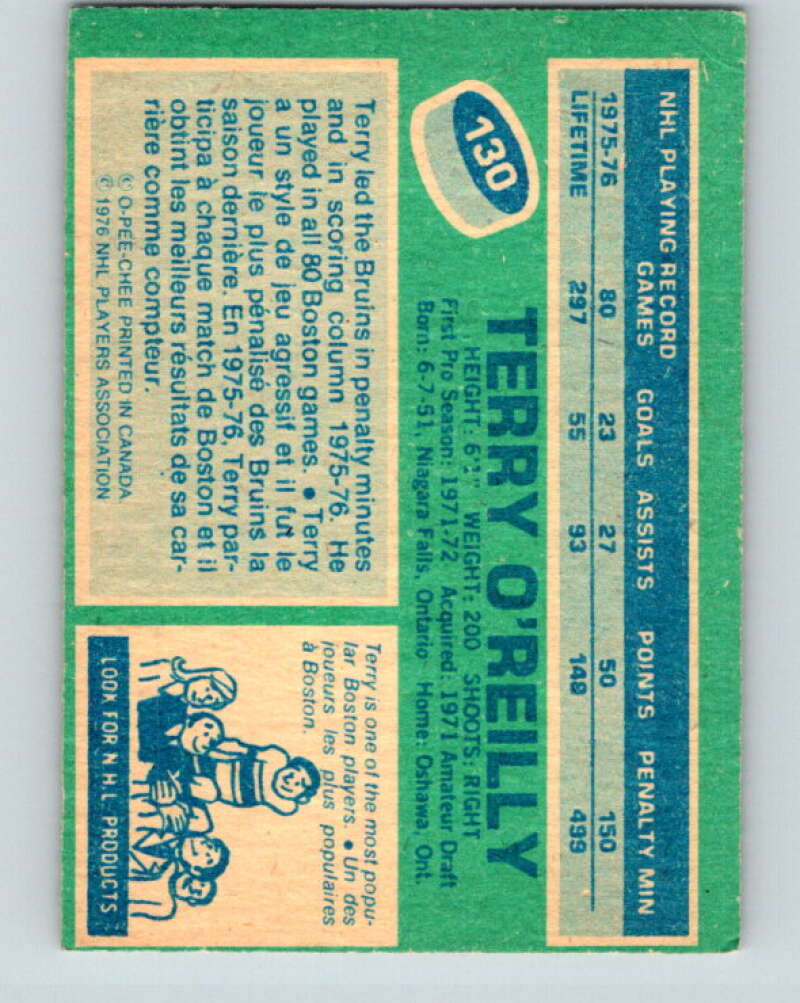 NHL PLAYING RECORD
GAMES GOALS ASSISTS POINTS PENALTY MIN
1975-76 80 23 27 50 150
LIFETIME 297 55 93 148 499
130
TERRY O'REILLY
HEIGHT: 6'1" WEIGHT: 200 SHOOTS: RIGHT
First Pro Season: 1971-72 Acquired: 1971 Amateur Draft
Born: 6-7-51, Niagara Falls, Ontario Home: Oshawa, Ont.
Terry led the Bruins in penalty minutes
and in scoring column 1975-76. He
played in all 80 Boston games. • Terry
a un style de jeu agressif et il fut le
joueur le plus pénalisé des Bruins la
saison dernière. En 1975-76, Terry par-
ticipa à chaque match de Boston et il
obtint les meilleurs résultats de sa car-
rière comme compteur.
© O-PEE-CHEE PRINTED IN CANADA
© 1976 NHL PLAYERS ASSOCIATION
Terry is one of the most popu-
lar Boston players. • Un des
joueurs les plus populaires
à Boston.
LOOK FOR N.H.L. PRODUCTS